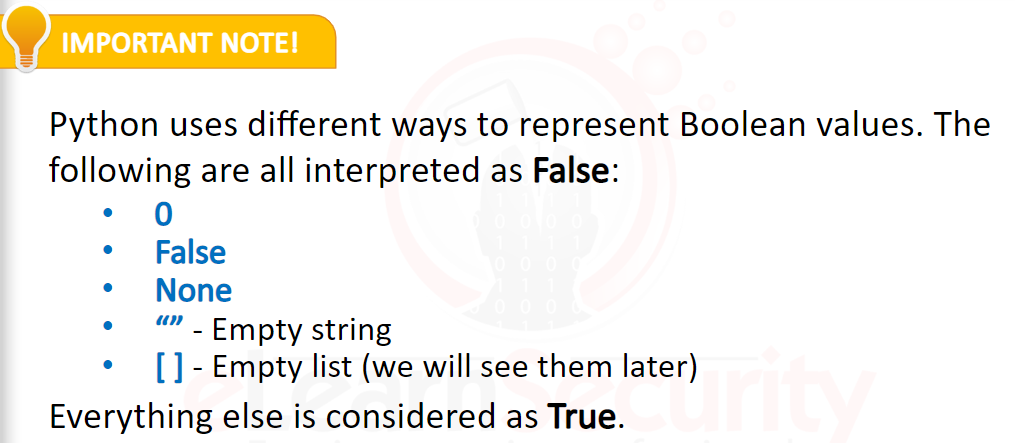 IMPORTANT NOTE!
Python uses different ways to represent Boolean values. The
following are all interpreted as False:
• 0
• False
• None
• “” - Empty string
• [ ] - Empty list (we will see them later)
Everything else is considered as True.
eLearnSecurity